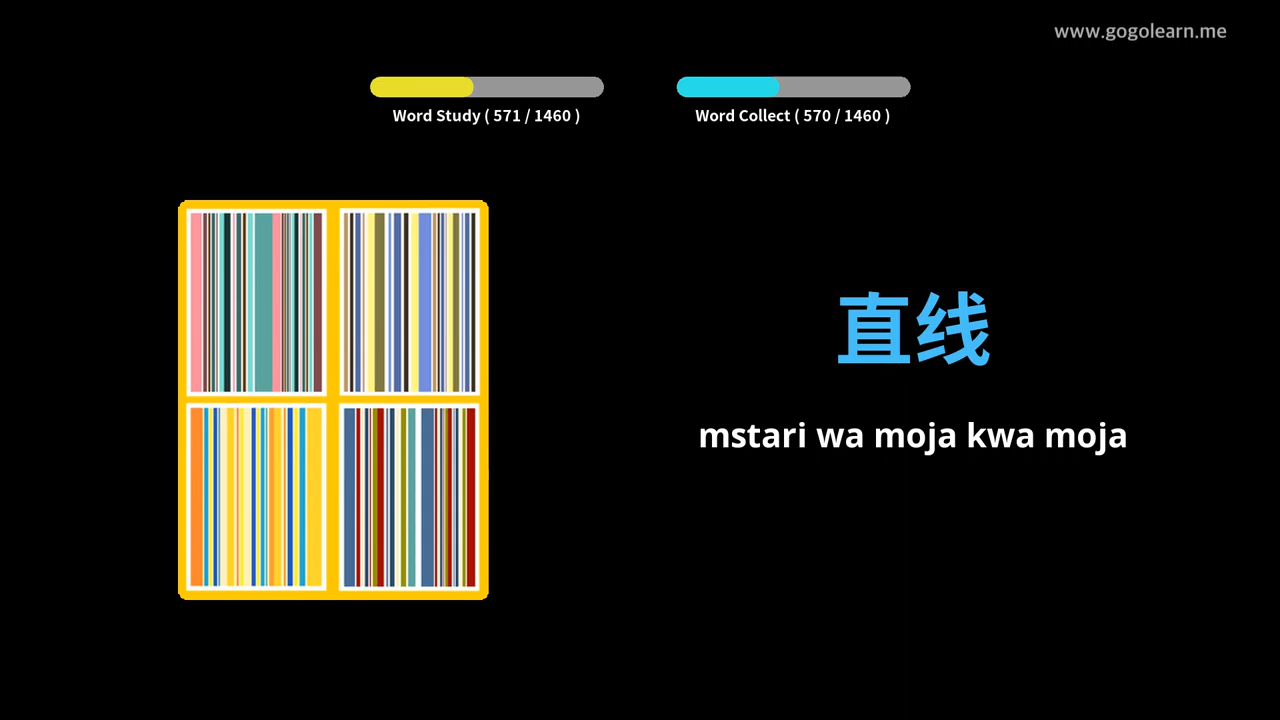 www.gogolearn.me
Word Study ( 571 / 1460 )
Word Collect ( 570 / 1460 )
直线
mstari wa moja kwa moja